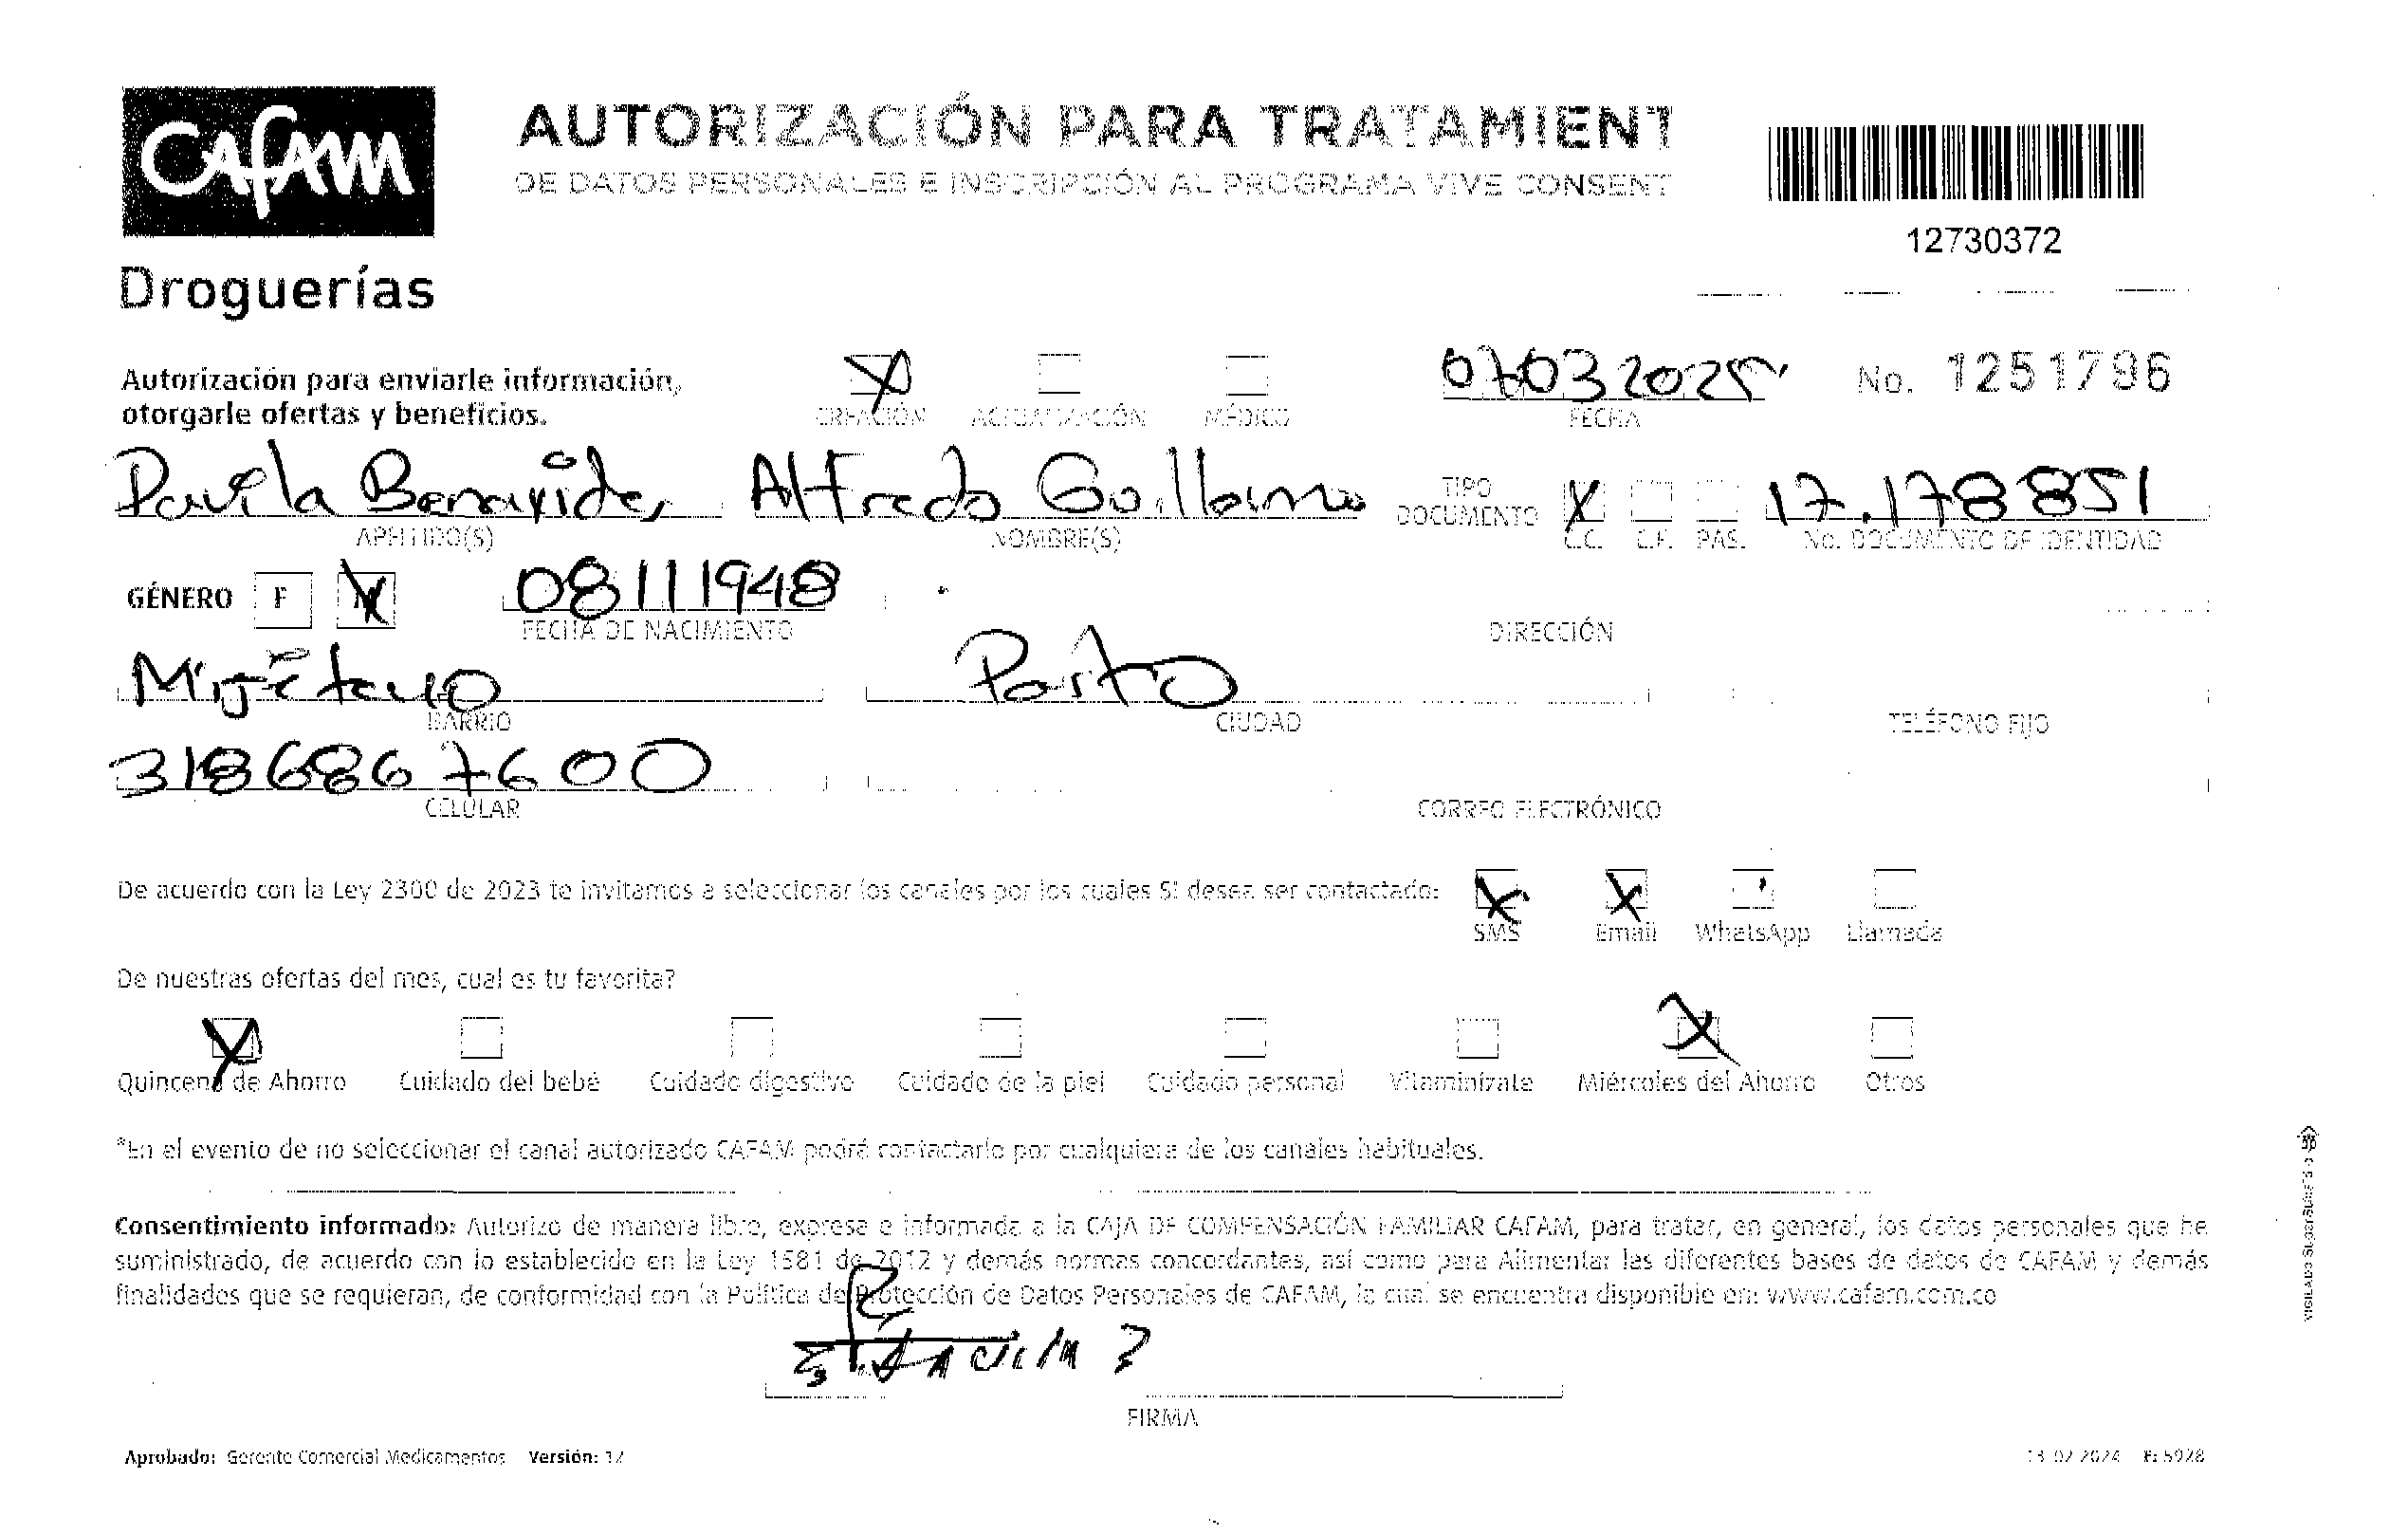 Cafam
Droguerías
AUTORIZACIÓN PARA TRATAMIENT
DE DATOS PERSONALES E INSCRIPCIÓN AL PROGRAMA VIVE CONSENT
12730372
Autorización para enviarle información,
otorgarle ofertas y beneficios.
CREACIÓN ACTUALIZACIÓN MÉDICO
07032025
FECHA
No. 1251796
Pavila Benavides Alfredo Guillermo
APELLIDO(S) NOMBRE(S)
TIPO
DOCUMENTO
C.C. C.E. PAS.
17.178851
No. DOCUMENTO DE IDENTIDAD
GÉNERO F M
08111948
FECHA DE NACIMIENTO
DIRECCIÓN
Mijitayo
BARRIO
Pasto
CIUDAD
TELÉFONO FIJO
3186867600
CELULAR
CORREO ELECTRÓNICO
De acuerdo con la Ley 2300 de 2023 te invitamos a seleccionar los canales por los cuales SI desea ser contactado:
SMS Email WhatsApp Llamada
De nuestras ofertas del mes, cual es tu favorita?
Quincena de Ahorro Cuidado del bebé Cuidado digestivo Cuidado de la piel Cuidado personal Vitaminízate Miércoles del Ahorro Otros
*En el evento de no seleccionar el canal autorizado CAFAM podrá contactarlo por cualquiera de los canales habituales.
Consentimiento informado: Autorizo de manera libre, expresa e informada a la CAJA DE COMPENSACIÓN FAMILIAR CAFAM, para tratar, en general, los datos personales que he
suministrado, de acuerdo con lo establecido en la Ley 1581 de 2012 y demás normas concordantes, así como para Alimentar las diferentes bases de datos de CAFAM y demás
finalidades que se requieran, de conformidad con la Política de Protección de Datos Personales de CAFAM, la cual se encuentra disponible en: www.cafam.com.co
FIRMA
Aprobado: Gerente Comercial Medicamentos Versión: 12
13 02 2024 F: 5928
VIGILADO SuperSubsidio